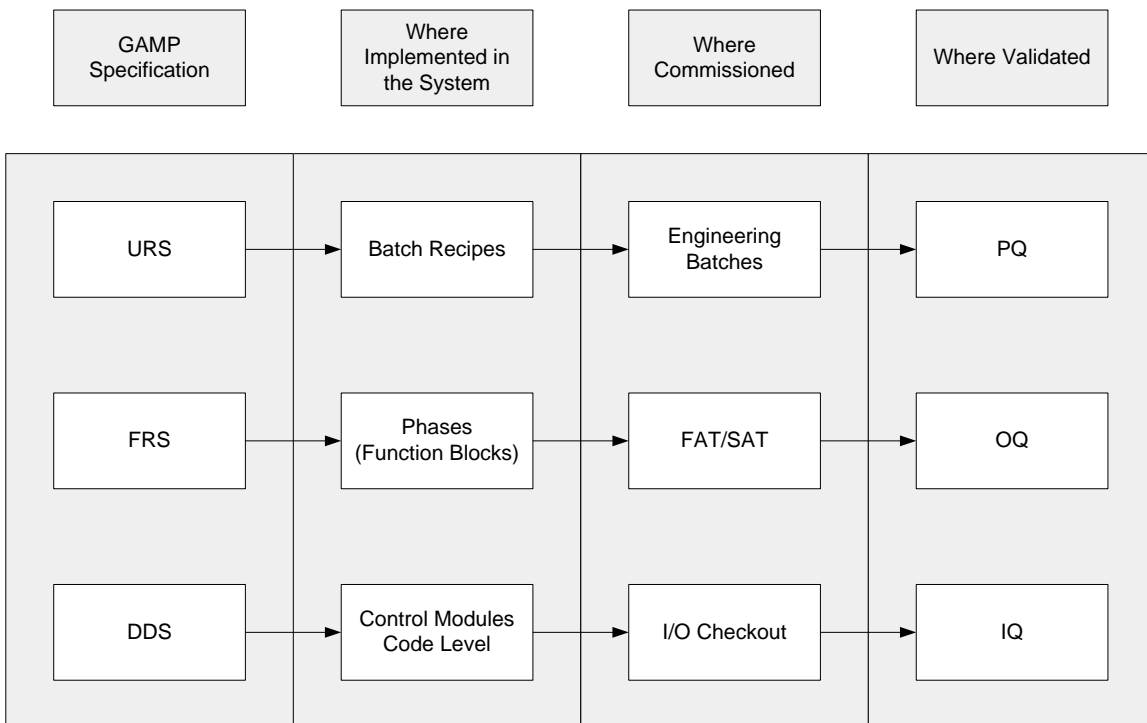 GAMP
Specification
Where
Implemented in
the System
Where
Commissioned
Where Validated
URS
Batch Recipes
Engineering
Batches
PQ
FRS
Phases
(Function Blocks)
FAT/SAT
OQ
DDS
Control Modules
Code Level
I/O Checkout
IQ